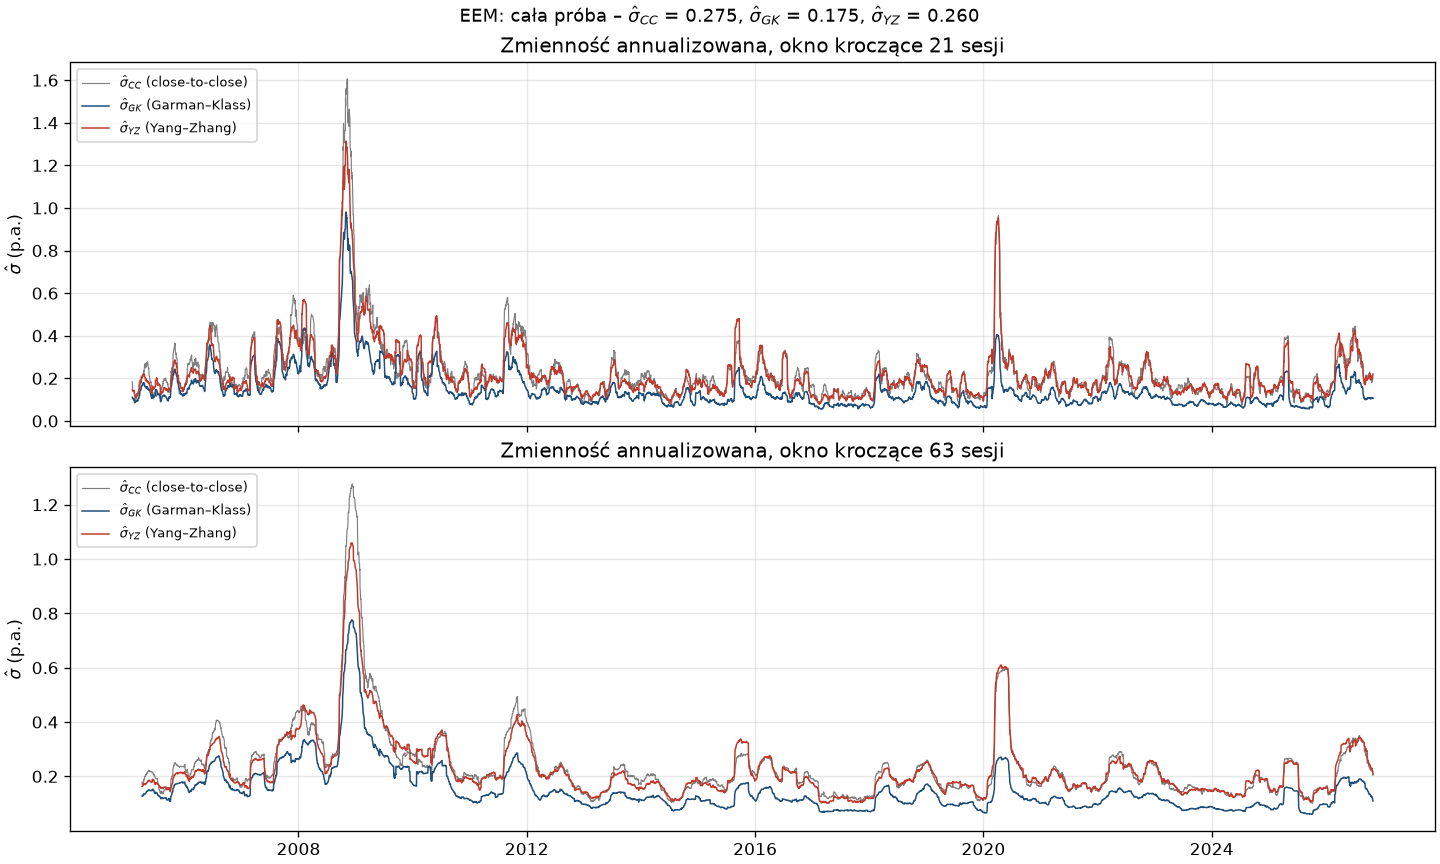 EEM: cała próba – σ̂CC = 0.275, σ̂GK = 0.175, σ̂YZ = 0.260
Zmienność annualizowana, okno kroczące 21 sesji
σ̂CC (close-to-close)
σ̂GK (Garman–Klass)
σ̂YZ (Yang–Zhang)
σ̂ (p.a.)
1.6
1.4
1.2
1.0
0.8
0.6
0.4
0.2
0.0
Zmienność annualizowana, okno kroczące 63 sesji
σ̂CC (close-to-close)
σ̂GK (Garman–Klass)
σ̂YZ (Yang–Zhang)
σ̂ (p.a.)
1.2
1.0
0.8
0.6
0.4
0.2
2008 2012 2016 2020 2024